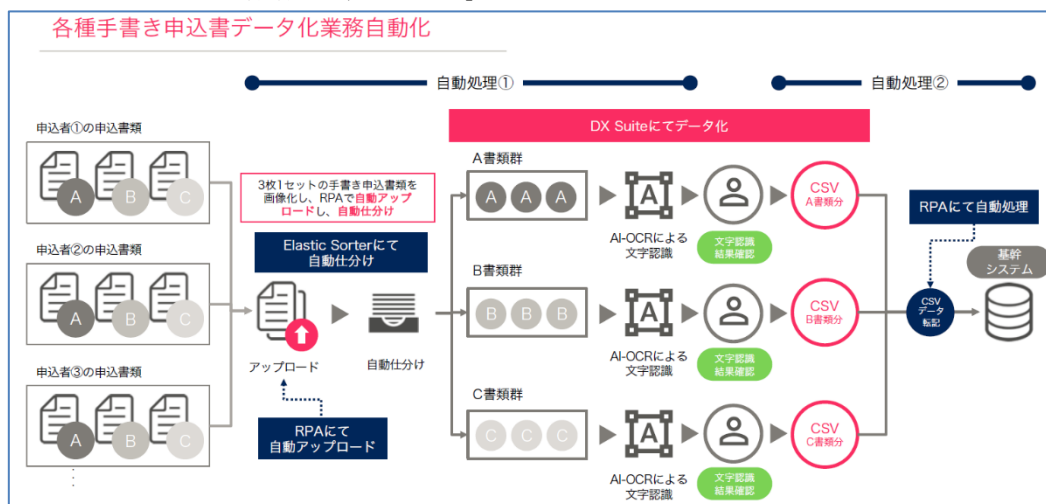 各種手書き申込書データ化業務自動化
自動処理①
自動処理②
DX Suiteにてデータ化
申込者①の申込書類
A
B
C
申込者②の申込書類
A
B
C
申込者③の申込書類
A
B
C
3枚1セットの手書き申込書類を
画像化し、RPAで自動アップ
ロードし、自動仕分け
Elastic Sorterにて
自動仕分け
アップロード
自動仕分け
RPAにて
自動アップロード
A書類群
A A A
A
AI-OCRによる
文字認識
文字認識
結果確認
CSV
A書類分
B書類群
B B B
A
AI-OCRによる
文字認識
文字認識
結果確認
CSV
B書類分
C書類群
C C C
A
AI-OCRによる
文字認識
文字認識
結果確認
CSV
C書類分
RPAにて自動処理
CSV
データ
転記
基幹
システム